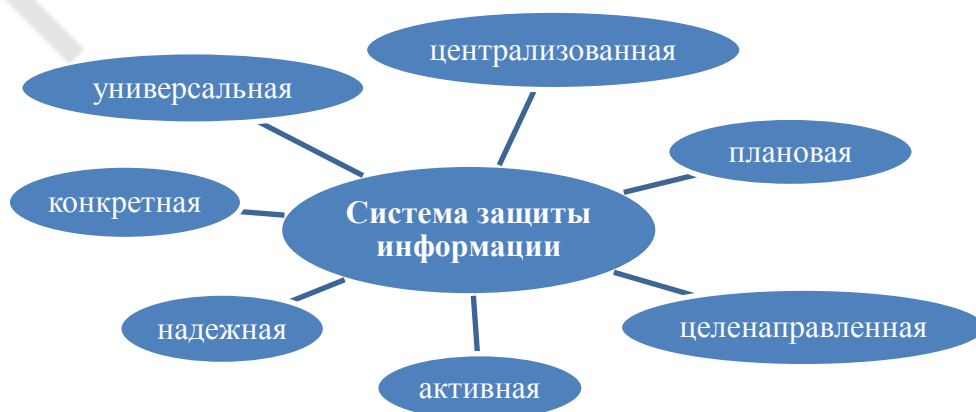 централизованная
универсальная
плановая
конкретная
Система защиты
информации
надежная
целенаправленная
активная